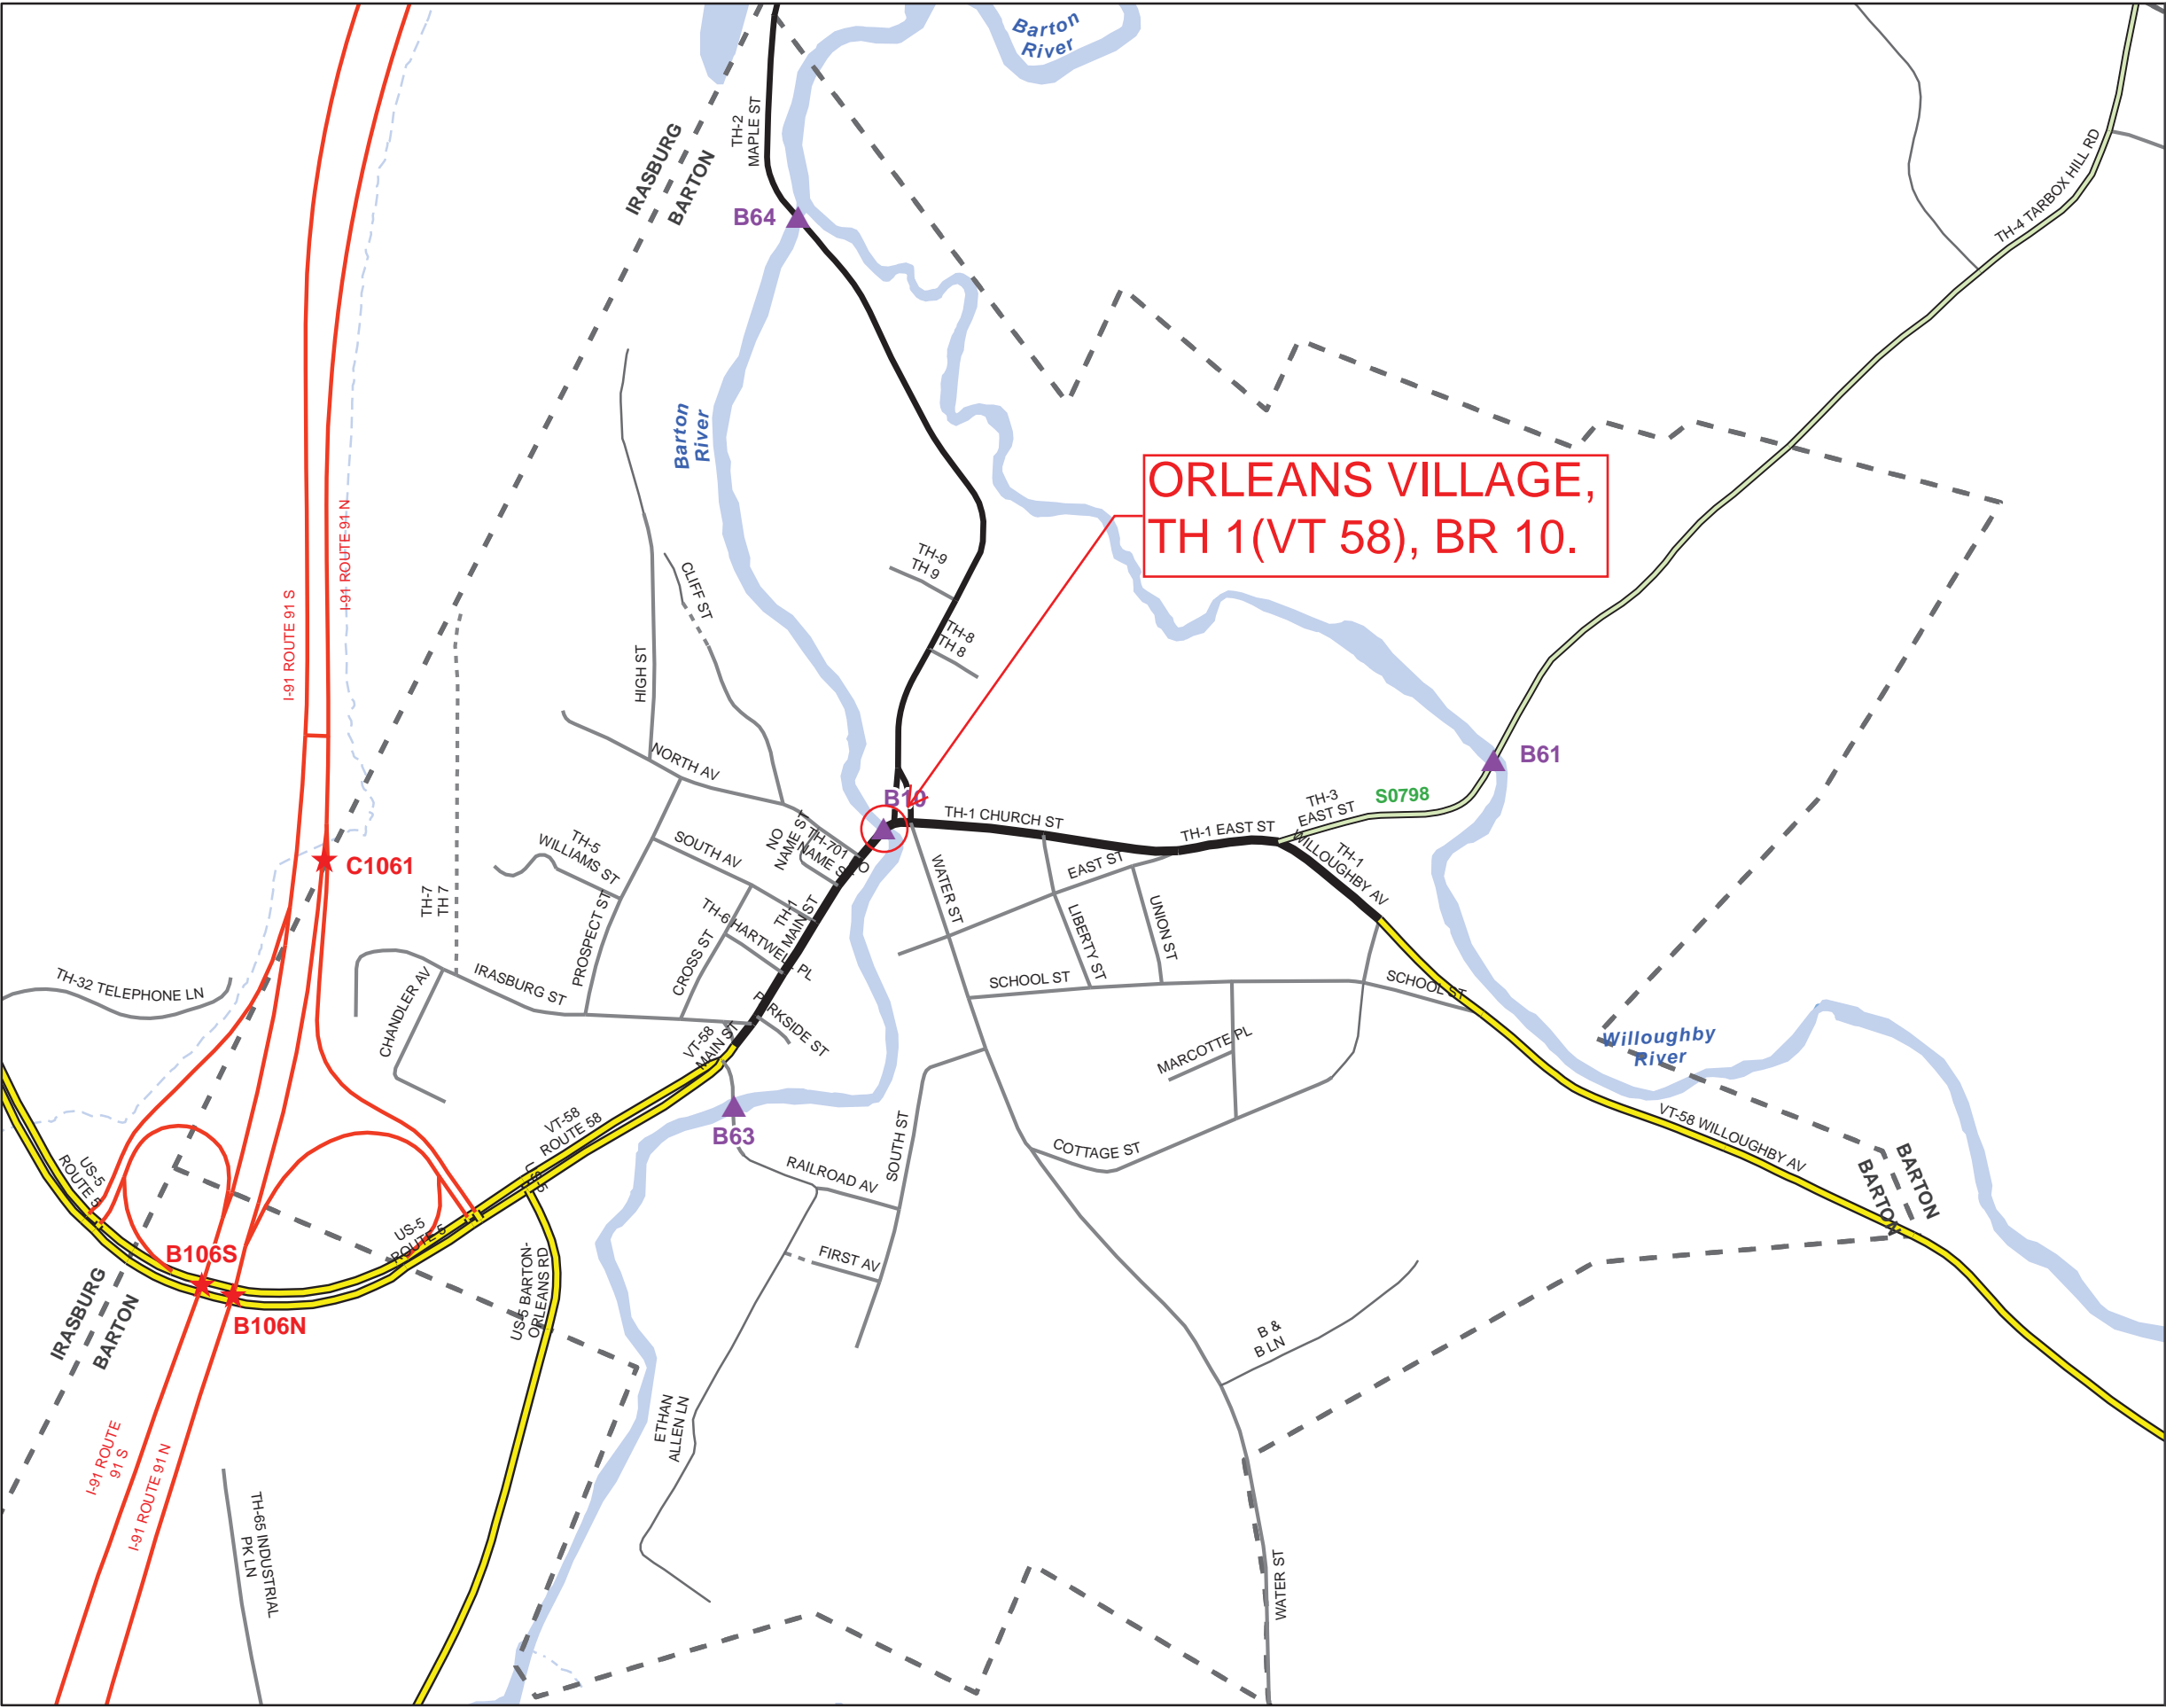 Barton
River
TH-2
MAPLE ST
IRASBURG
BARTON
B64
TH-4 TARBOX HILL RD
Barton
River
ORLEANS VILLAGE,
TH 1(VT 58), BR 10.
I-91 ROUTE 91 N
I-91 ROUTE 91 S
TH-9
TH 9
CLIFF ST
TH-8
TH 8
HIGH ST
NORTH AV
B61
B10
S0798
TH-3
EAST ST
TH-1 CHURCH ST
TH-1 EAST ST
TH-1
WILLOUGHBY AV
NO
NAME ST
TH-701
NAME ST
NO
C1061
TH-5
WILLIAMS ST
SOUTH AV
WATER ST
EAST ST
TH-7
TH 7
PROSPECT ST
TH-6 HARTWELL PL
TH-1
MAIN ST
LIBERTY ST
UNION ST
CROSS ST
TH-32 TELEPHONE LN
CHANDLER AV
IRASBURG ST
SCHOOL ST
SCHOOL ST
PARKSIDE ST
VT-58
MAIN ST
MARCOTTE PL
Willoughby
River
B63
VT-58
ROUTE 58
SOUTH ST
COTTAGE ST
VT-58 WILLOUGHBY AV
BARTON
BARTON
US-5
ROUTE 5
US-5
RAILROAD AV
US-5
ROUTE 5
B106S
FIRST AV
US-5 BARTON-
ORLEANS RD
IRASBURG
BARTON
B106N
B &
B LN
ETHAN
ALLEN LN
I-91 ROUTE
91 S
I-91 ROUTE 91 N
TH-65 INDUSTRIAL
PK LN
WATER ST